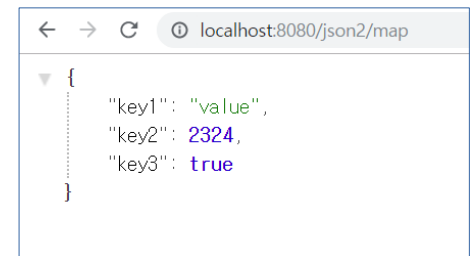 localhost:8080/json2/map
{
"key1": "value",
"key2": 2324,
"key3": true
}